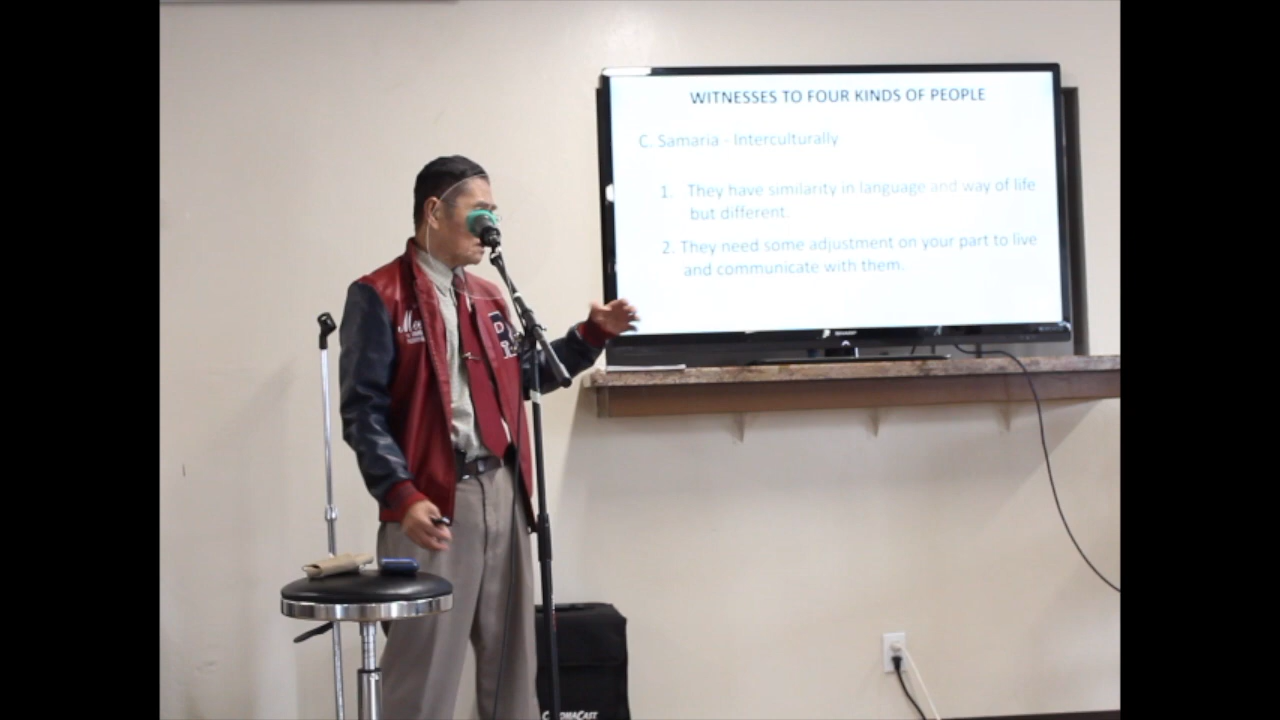 WITNESSES TO FOUR KINDS OF PEOPLE
C. Samaria - Interculturally
1. They have similarity in language and way of life
but different.
2. They need some adjustment on your part to live
and communicate with them.
SHARP